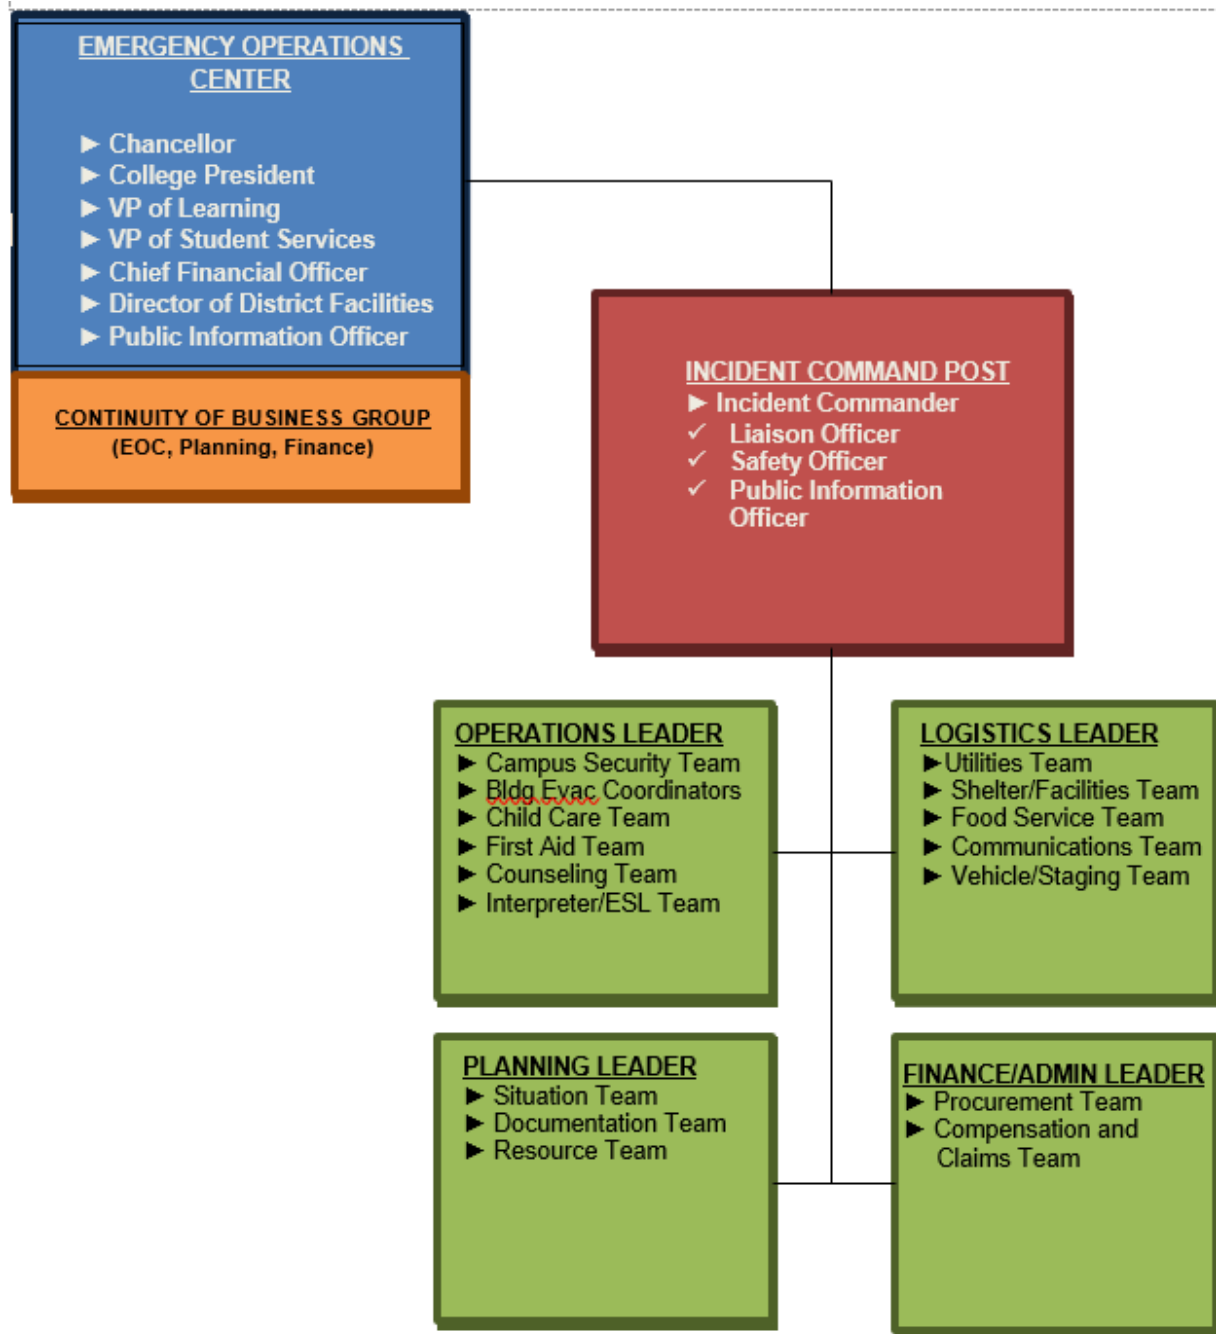 EMERGENCY OPERATIONS
CENTER
► Chancellor
► College President
► VP of Learning
► VP of Student Services
► Chief Financial Officer
► Director of District Facilities
► Public Information Officer
CONTINUITY OF BUSINESS GROUP
(EOC, Planning, Finance)
INCIDENT COMMAND POST
► Incident Commander
✓ Liaison Officer
✓ Safety Officer
✓ Public Information
Officer
OPERATIONS LEADER
► Campus Security Team
► Bldg Evac Coordinators
► Child Care Team
► First Aid Team
► Counseling Team
► Interpreter/ESL Team
LOGISTICS LEADER
►Utilities Team
► Shelter/Facilities Team
► Food Service Team
► Communications Team
► Vehicle/Staging Team
PLANNING LEADER
► Situation Team
► Documentation Team
► Resource Team
FINANCE/ADMIN LEADER
► Procurement Team
► Compensation and
Claims Team